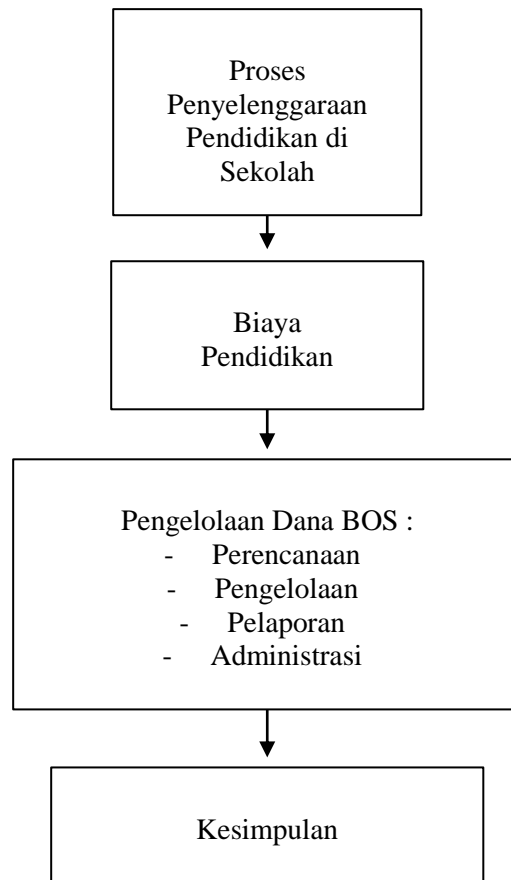 Proses
Penyelenggaraan
Pendidikan di
Sekolah
Biaya
Pendidikan
Pengelolaan Dana BOS :
- Perencanaan
- Pengelolaan
- Pelaporan
- Administrasi
Kesimpulan